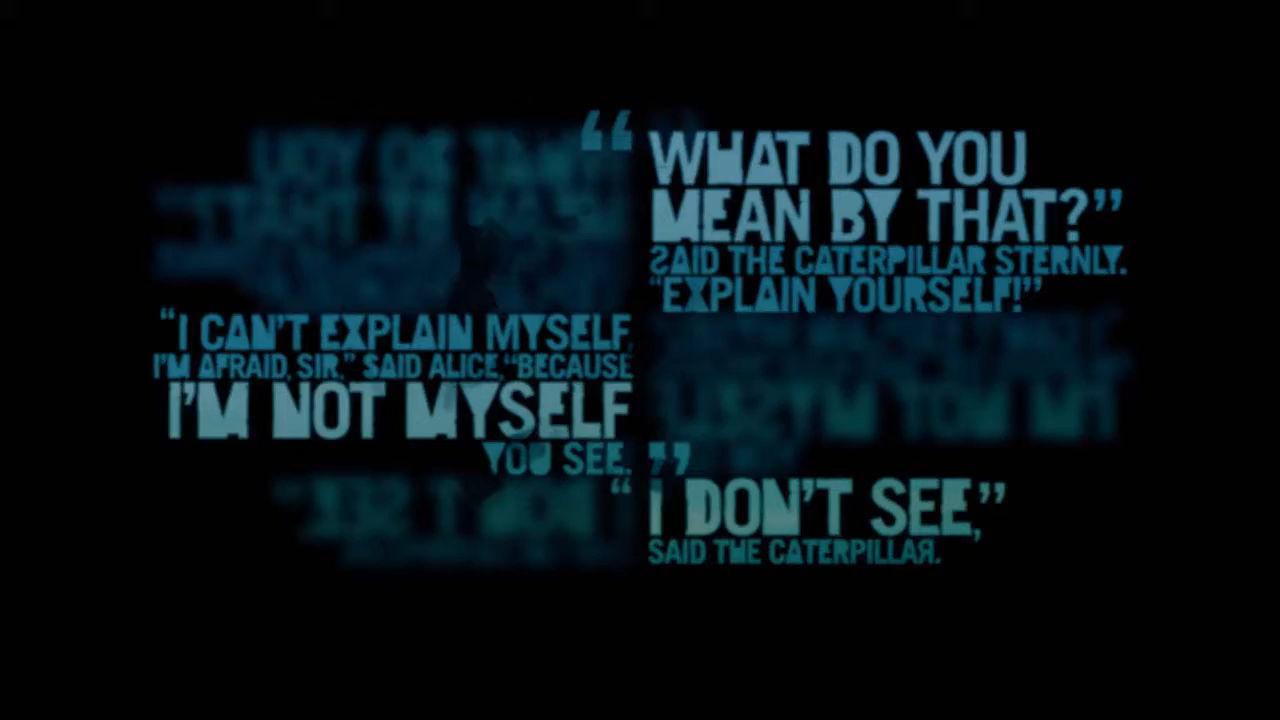 “WHAT DO YOU
MEAN BY THAT?”
SAID THE CATERPILLAR STERNLY.
“EXPLAIN YOURSELF!”
“I CAN’T EXPLAIN MYSELF,
I’M AFRAID, SIR,” SAID ALICE, “BECAUSE
I’M NOT MYSELF
YOU SEE.”
“I DON’T SEE,”
SAID THE CATERPILLAR.